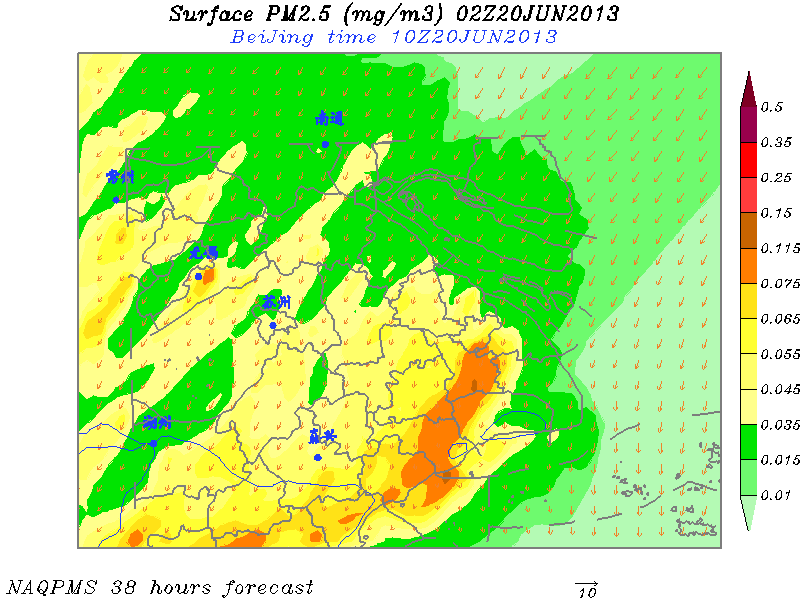 Surface PM2.5 (mg/m3) 02Z20JUN2013
BeiJing time 10Z20JUN2013
南通
常州
无锡
苏州
湖州
嘉兴
0.5
0.35
0.25
0.15
0.115
0.075
0.065
0.045
0.035
0.015
0.01
NAQPMS 38 hours forecast
10